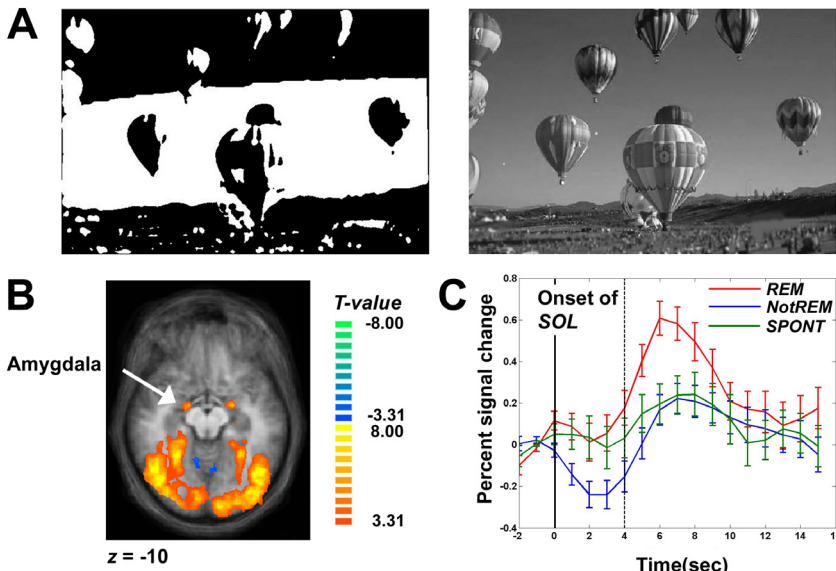 A
B
Amygdala
T-value
-8.00
-3.31
8.00
3.31
z = -10
C
Percent signal change
0.8
0.6
0.4
0.2
0
-0.2
-0.4
Onset of
SOL
REM
NotREM
SPONT
-2 0 2 4 6 8 10 12 14 1
Time(sec)